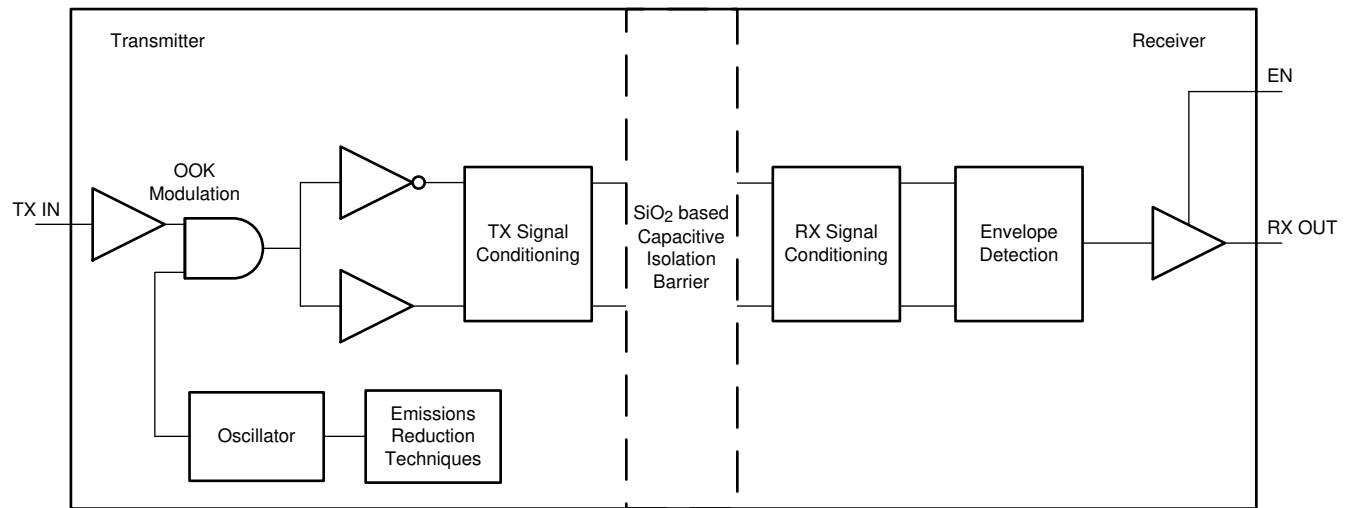 Transmitter
Receiver
EN
OOK
Modulation
TX IN
TX Signal
Conditioning
SiO2 based
Capacitive
Isolation
Barrier
RX Signal
Conditioning
Envelope
Detection
RX OUT
Oscillator
Emissions
Reduction
Techniques